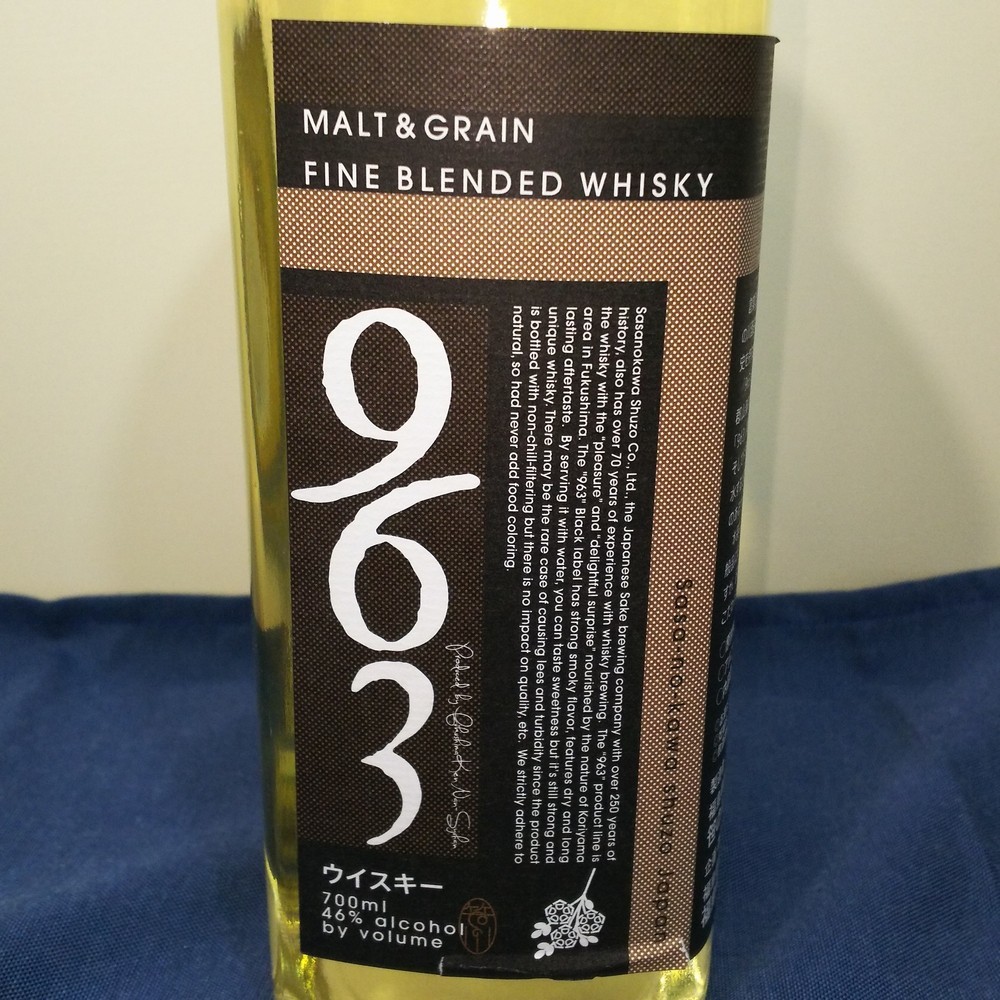 MALT & GRAIN
FINE BLENDED WHISKY
963
Sasanokawa Shuzo Co., Ltd., the Japanese Sake brewing company with over 250 years of
history, also has over 70 years of experience with whisky brewing. The "963" product line is
the whisky with the "pleasure" and "delightful surprise" nourished by the nature of Koriyama
area in Fukushima. The "963" Black label has strong smoky flavor, features dry and long
lasting aftertaste. By serving it with water, you can taste sweetness but it's still strong and
unique whisky. There may be the rare case of causing lees and turbidity since the product
is bottled with non-chill-filtering but there is no impact on quality, etc. We strictly adhere to
natural, so had never add food coloring.
Produced by
Sasa-no-kawa shuzo Japan
ウイスキー
700ml
46% alcohol
by volume